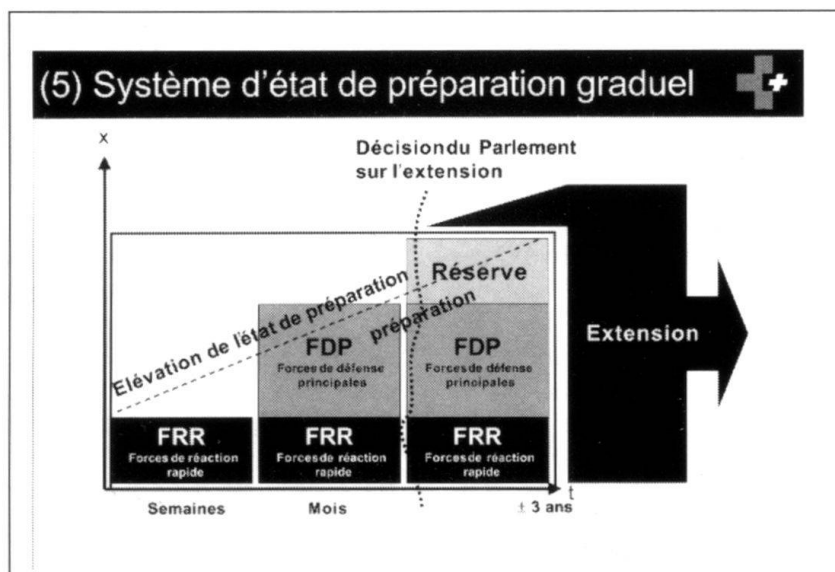 (5) Système d'état de préparation graduel
x
Décision du Parlement
sur l'extension
Elévation de l'état de préparation
préparation
Réserve
FDP
Forces de défense
principales
FDP
Forces de défense
principales
Extension
FRR
Forces de réaction
rapide
FRR
Forces de réaction
rapide
FRR
Forces de réaction
rapide
t
Semaines
Mois
± 3 ans